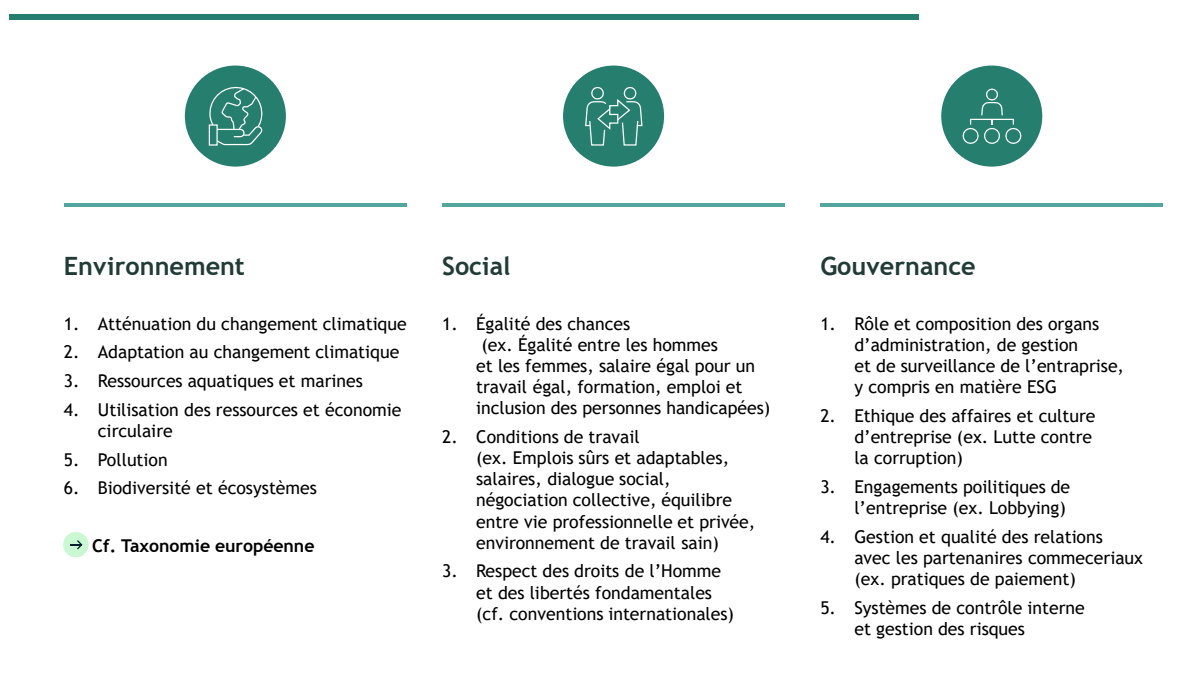 Environnement
1. Atténuation du changement climatique
2. Adaptation au changement climatique
3. Ressources aquatiques et marines
4. Utilisation des ressources et économie
circulaire
5. Pollution
6. Biodiversité et écosystèmes
→ Cf. Taxonomie européenne
Social
1. Égalité des chances
(ex. Égalité entre les hommes
et les femmes, salaire égal pour un
travail égal, formation, emploi et
inclusion des personnes handicapées)
2. Conditions de travail
(ex. Emplois sûrs et adaptables,
salaires, dialogue social,
négociation collective, équilibre
entre vie professionnelle et privée,
environnement de travail sain)
3. Respect des droits de l’Homme
et des libertés fondamentales
(cf. conventions internationales)
Gouvernance
1. Rôle et composition des organs
d’administration, de gestion
et de surveillance de l’entraprise,
y compris en matière ESG
2. Ethique des affaires et culture
d’entreprise (ex. Lutte contre
la corruption)
3. Engagements poilitiques de
l’entreprise (ex. Lobbying)
4. Gestion et qualité des relations
avec les partenanires commeceriaux
(ex. pratiques de paiement)
5. Systèmes de contrôle interne
et gestion des risques